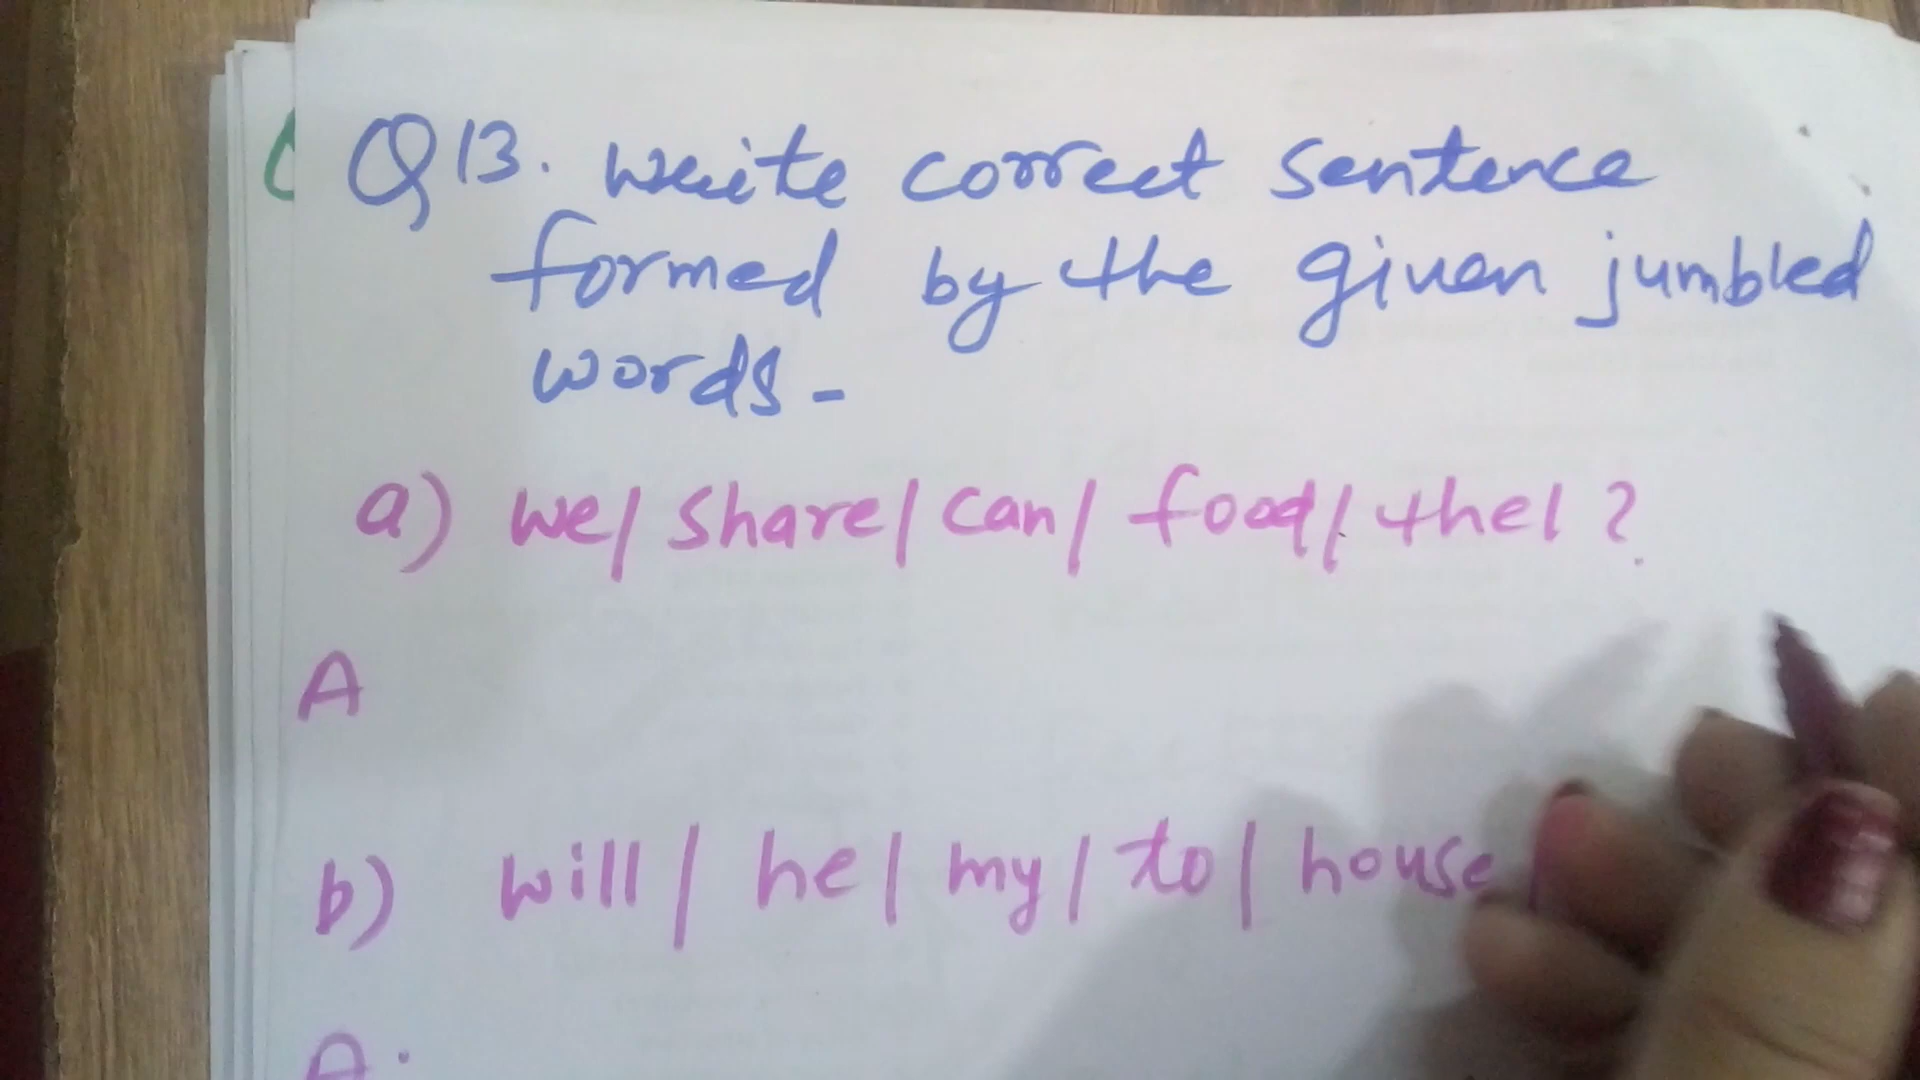 Q13. Write correct sentence
formed by the given jumbled
words-
a) we/ share/ can/ food/ the/ ?
A
b) will/ he/ my/ to/ house
A.